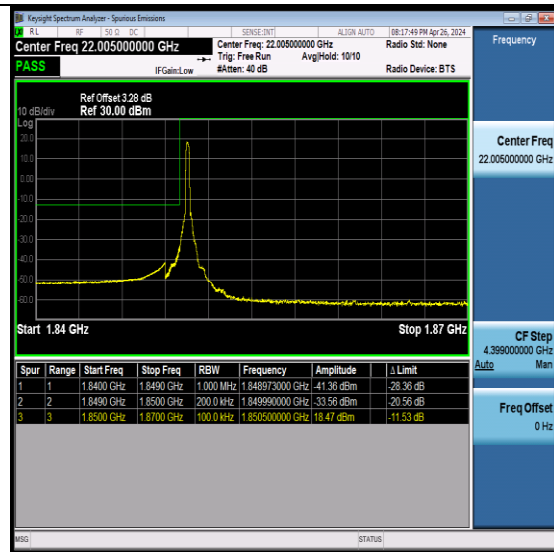 Keysight Spectrum Analyzer - Spurious Emissions
RL RF 50 Ω DC SENSE:INT ALIGN AUTO 08:17:49 PM Apr 26, 2024
Center Freq 22.005000000 GHz Center Freq: 22.005000000 GHz Radio Std: None Frequency
Trig: Free Run Avg|Hold: 10/10
PASS IFGain:Low #Atten: 40 dB Radio Device: BTS
Ref Offset 3.28 dB
10 dB/div Ref 30.00 dBm
Log
20.0
10.0
0.00
-10.0
-20.0
-30.0
-40.0
-50.0
-60.0
Start 1.84 GHz Stop 1.87 GHz
Center Freq
22.005000000 GHz
CF Step
4.399000000 GHz
Auto Man
Freq Offset
0 Hz
Spur Range Start Freq Stop Freq RBW Frequency Amplitude Δ Limit
1 1 1.8400 GHz 1.8490 GHz 1.000 MHz 1.848973000 GHz -41.36 dBm -28.36 dB
2 2 1.8490 GHz 1.8500 GHz 200.0 kHz 1.849990000 GHz -33.56 dBm -20.56 dB
3 3 1.8500 GHz 1.8700 GHz 100.0 kHz 1.850500000 GHz 18.47 dBm -11.53 dB
MSG STATUS